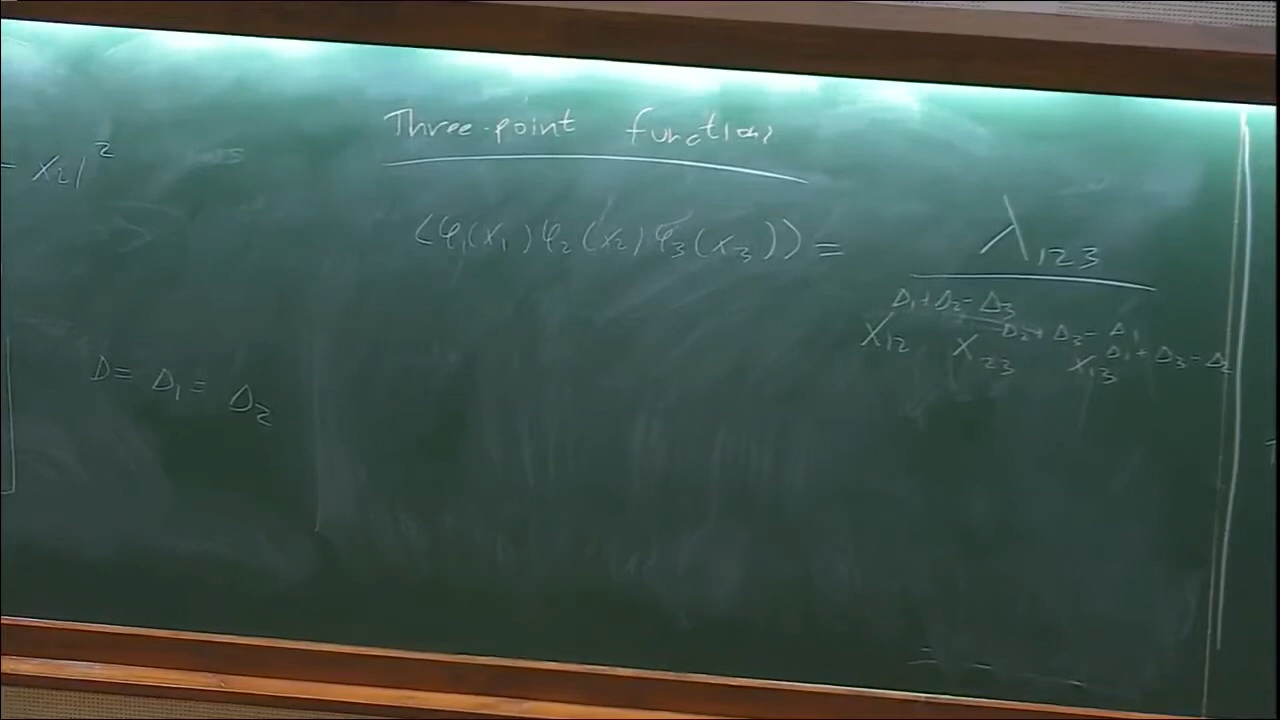 Three-point functions
= x₂|²
⟨φ₁(x₁)φ₂(x₂)φ₃(x₃)⟩ = λ₁₂₃
Δ₁+Δ₂-Δ₃ Δ₂+Δ₃-Δ₁ Δ₁+Δ₃-Δ₂
x₁₂ x₂₃ x₁₃
Δ = Δ₁ = Δ₂